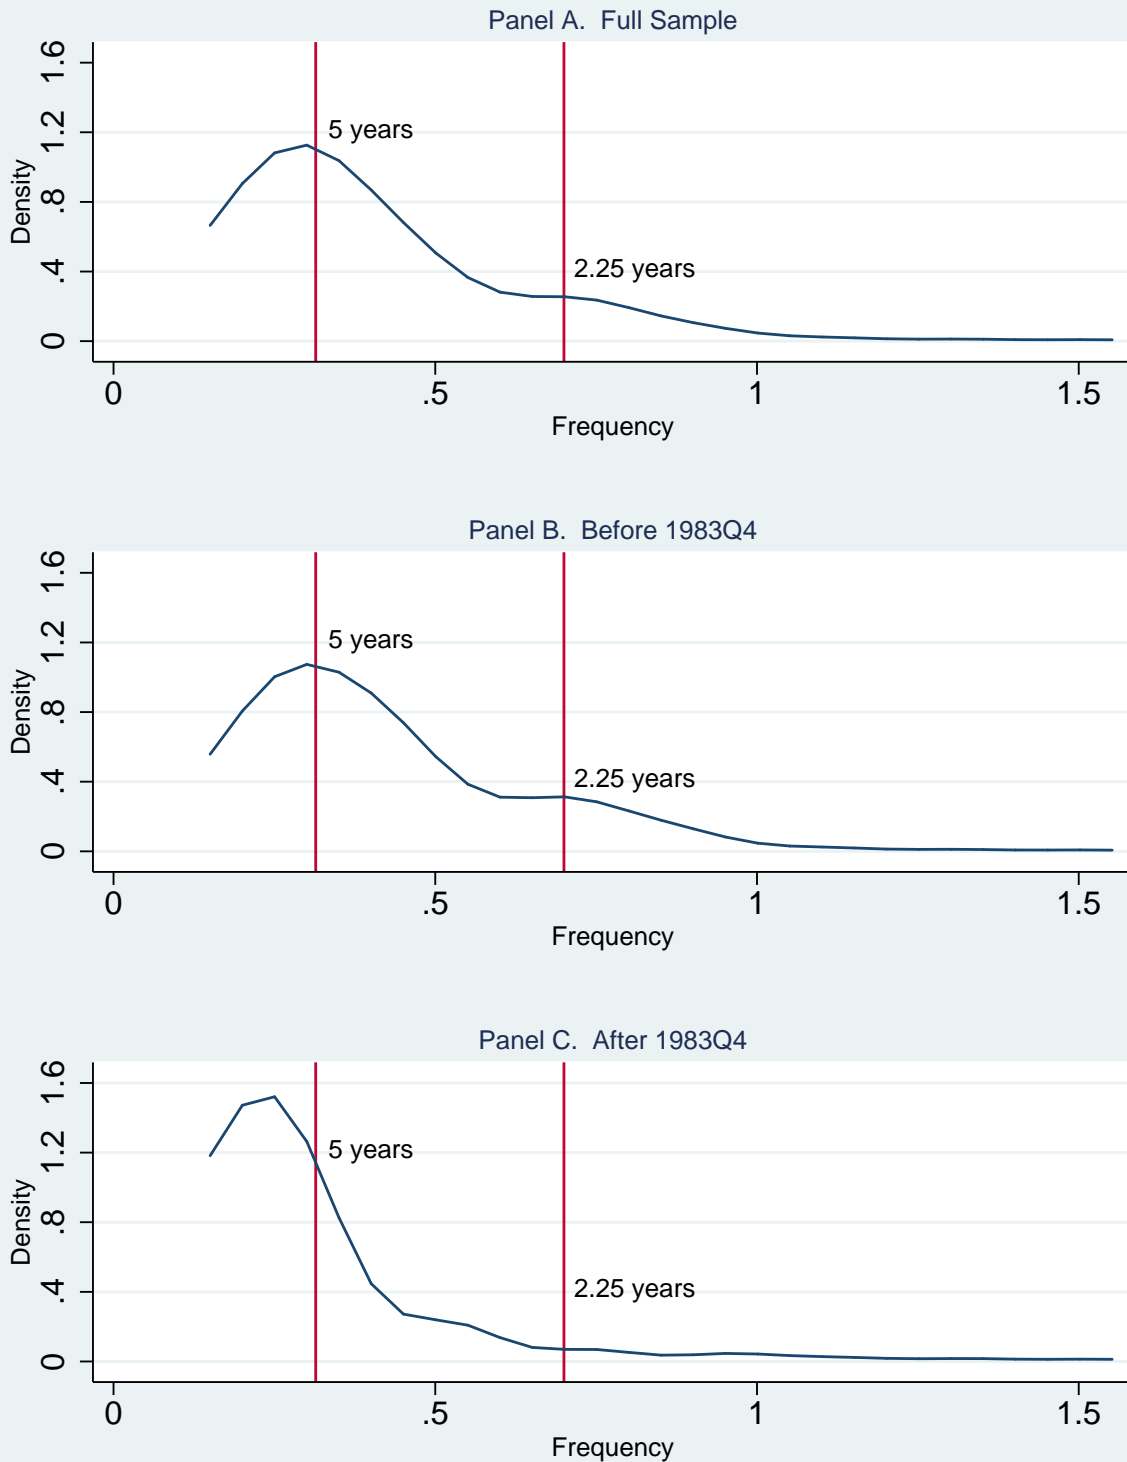 Panel A.  Full Sample
1.6
1.2
.8
.4
0
Density
5 years
2.25 years
0 .5 1 1.5
Frequency
Panel B.  Before 1983Q4
1.6
1.2
.8
.4
0
Density
5 years
2.25 years
0 .5 1 1.5
Frequency
Panel C.  After 1983Q4
1.6
1.2
.8
.4
0
Density
5 years
2.25 years
0 .5 1 1.5
Frequency